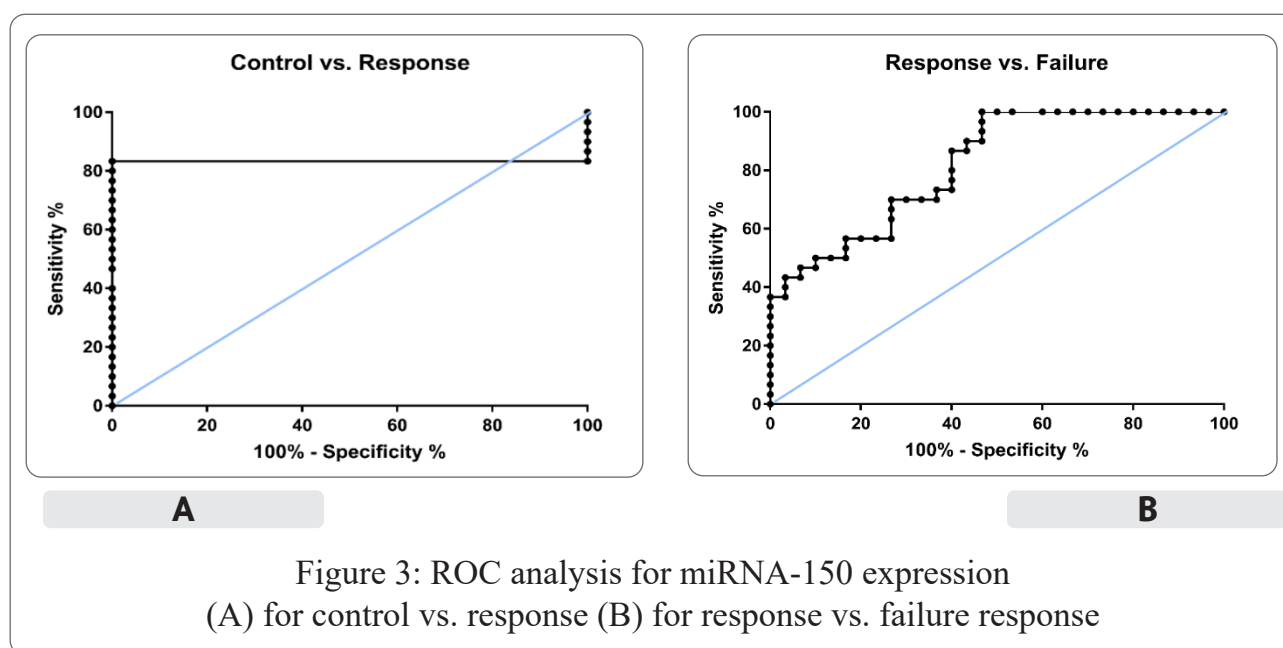 Control vs. Response
100
80
60
40
20
0
Sensitivity %
0 20 40 60 80 100
100% - Specificity %
A
Response vs. Failure
100
80
60
40
20
0
Sensitivity %
0 20 40 60 80 100
100% - Specificity %
B
Figure 3: ROC analysis for miRNA-150 expression
(A) for control vs. response (B) for response vs. failure response